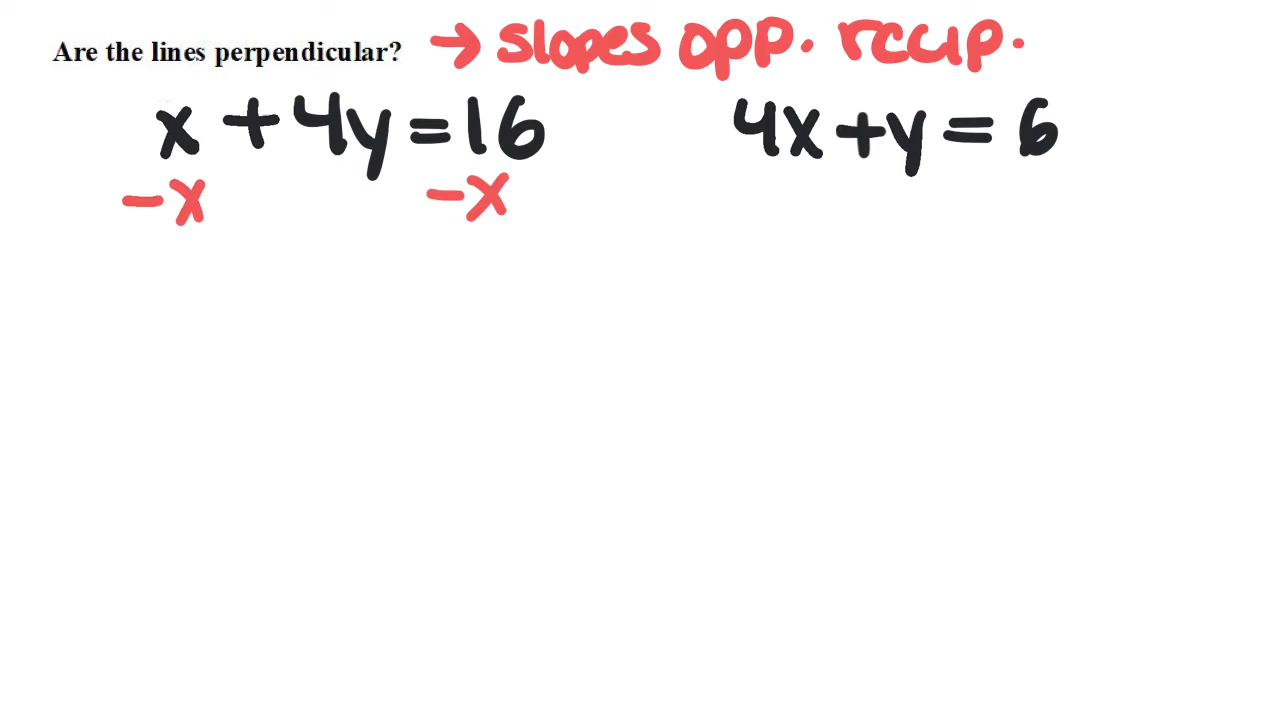 Are the lines perpendicular? → slopes opp. recip.
x + 4y = 16 4x + y = 6
-x -x